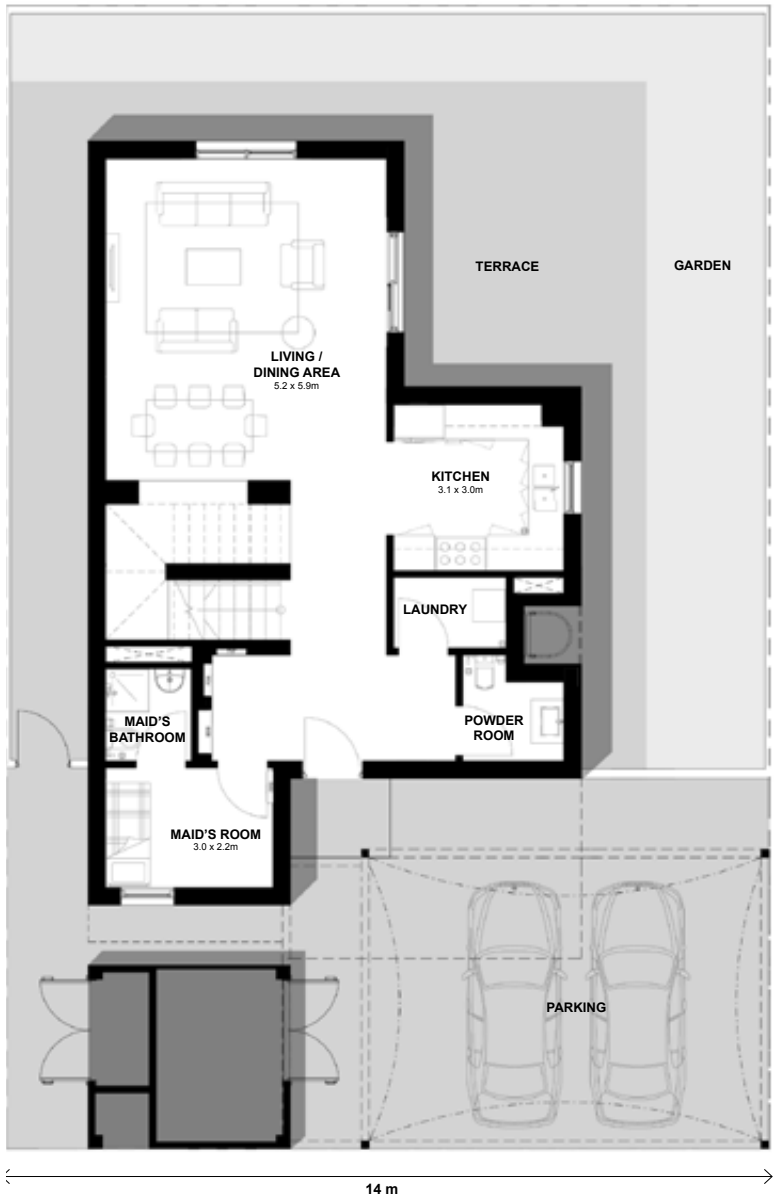 TERRACE
GARDEN
LIVING /
DINING AREA
5.2 x 5.9m
KITCHEN
3.1 x 3.0m
LAUNDRY
MAID'S
BATHROOM
POWDER
ROOM
MAID'S ROOM
3.0 x 2.2m
PARKING
14 m